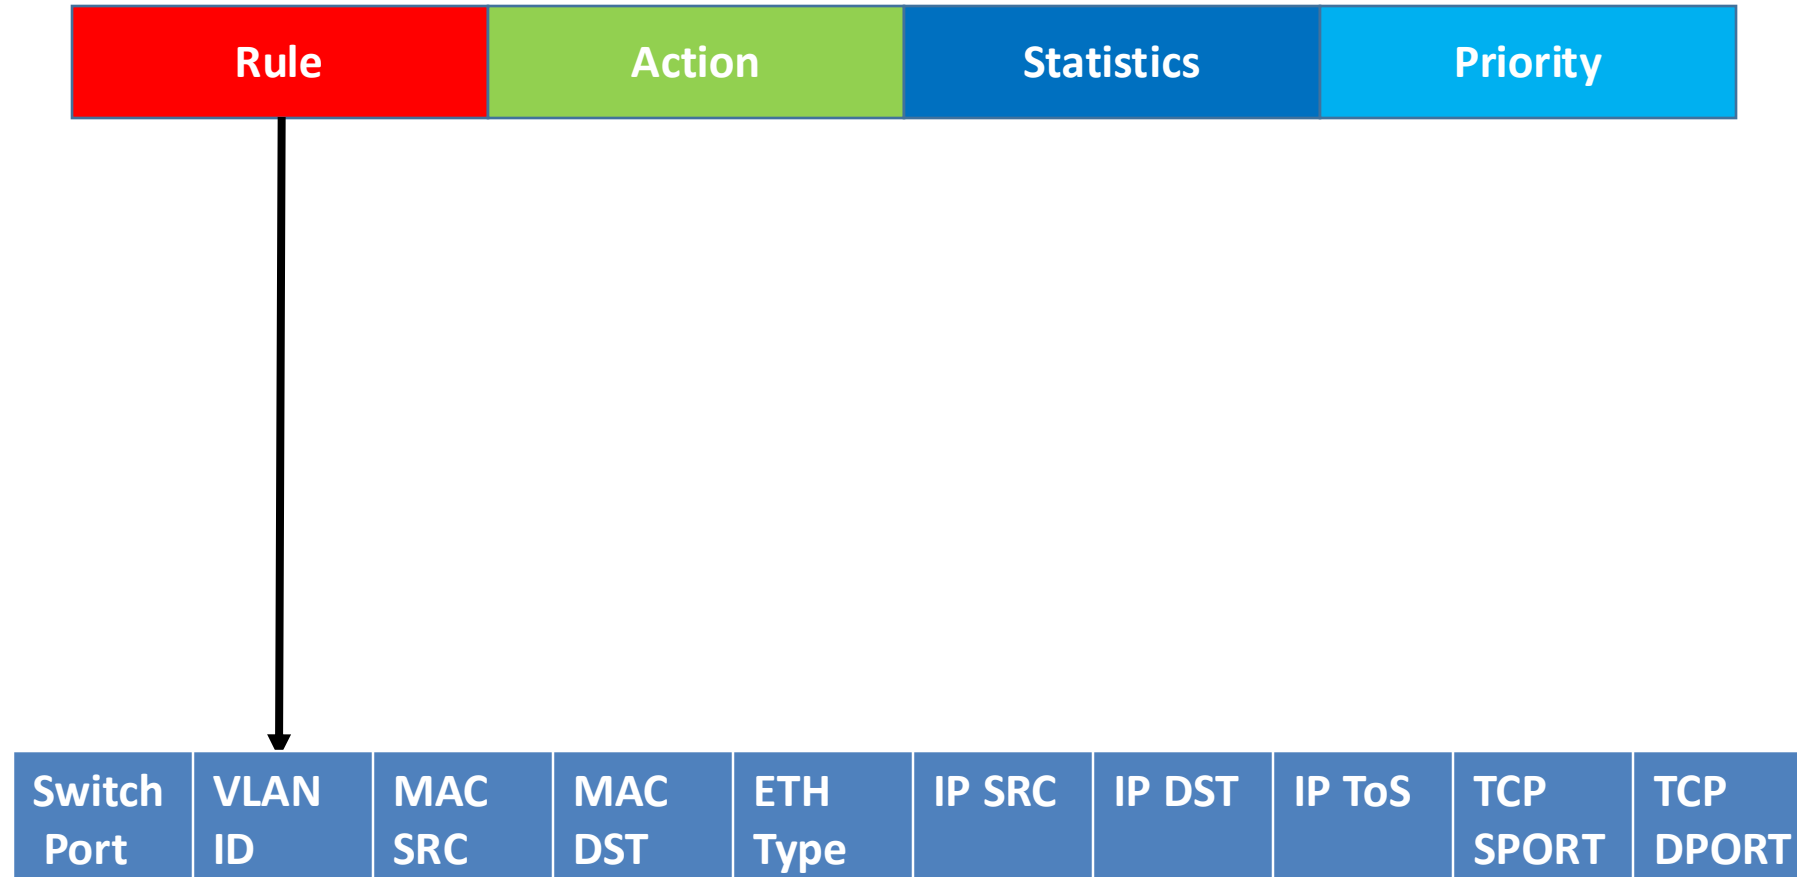 Rule Action Statistics Priority
Switch VLAN MAC MAC ETH IP SRC IP DST IP ToS TCP TCP
Port ID SRC DST Type SPORT DPORT